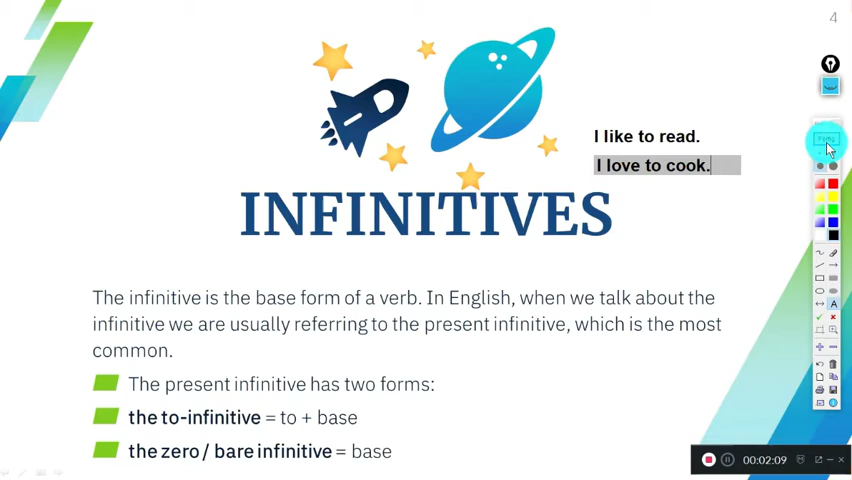 4
I like to read.
I love to cook.
INFINITIVES
The infinitive is the base form of a verb. In English, when we talk about the
infinitive we are usually referring to the present infinitive, which is the most
common.
The present infinitive has two forms:
the to-infinitive = to + base
the zero / bare infinitive = base
A
00:02:09